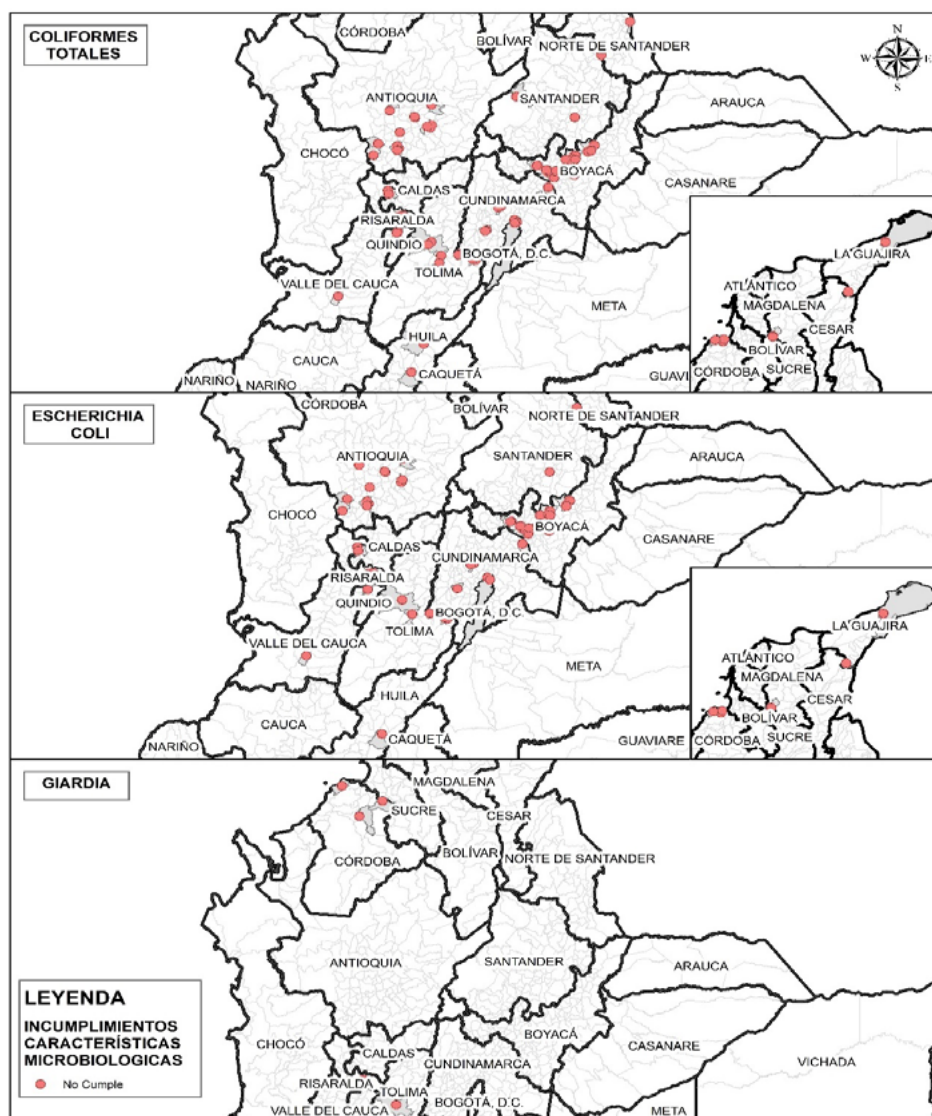 COLIFORMES
TOTALES
CÓRDOBA
BOLÍVAR
NORTE DE SANTANDER
N
W
E
S
ANTIOQUIA
SANTANDER
ARAUCA
CHOCÓ
BOYACÁ
CASANARE
CALDAS
CUNDINAMARCA
RISARALDA
QUINDIO
BOGOTÁ, D.C.
TOLIMA
VALLE DEL CAUCA
META
HUILA
CAUCA
CAQUETÁ
NARIÑO
NARIÑO
GUAVIARE
LA GUAJIRA
ATLÁNTICO
MAGDALENA
CESAR
BOLÍVAR
CÓRDOBA
SUCRE
ESCHERICHIA
COLI
CÓRDOBA
BOLÍVAR
NORTE DE SANTANDER
ANTIOQUIA
SANTANDER
ARAUCA
CHOCÓ
BOYACÁ
CASANARE
CALDAS
CUNDINAMARCA
RISARALDA
QUINDIO
BOGOTÁ, D.C.
TOLIMA
VALLE DEL CAUCA
META
HUILA
CAUCA
CAQUETÁ
NARIÑO
GUAVIARE
LA GUAJIRA
ATLÁNTICO
MAGDALENA
CESAR
BOLÍVAR
CÓRDOBA
SUCRE
GIARDIA
MAGDALENA
SUCRE
CESAR
BOLÍVAR
CÓRDOBA
NORTE DE SANTANDER
ANTIOQUIA
SANTANDER
ARAUCA
BOYACÁ
CHOCÓ
CASANARE
CALDAS
CUNDINAMARCA
VICHADA
RISARALDA
TOLIMA
VALLE DEL CAUCA
BOGOTÁ, D.C.
META
LEYENDA
INCUMPLIMIENTOS
CARACTERÍSTICAS
MICROBIOLOGICAS
No Cumple